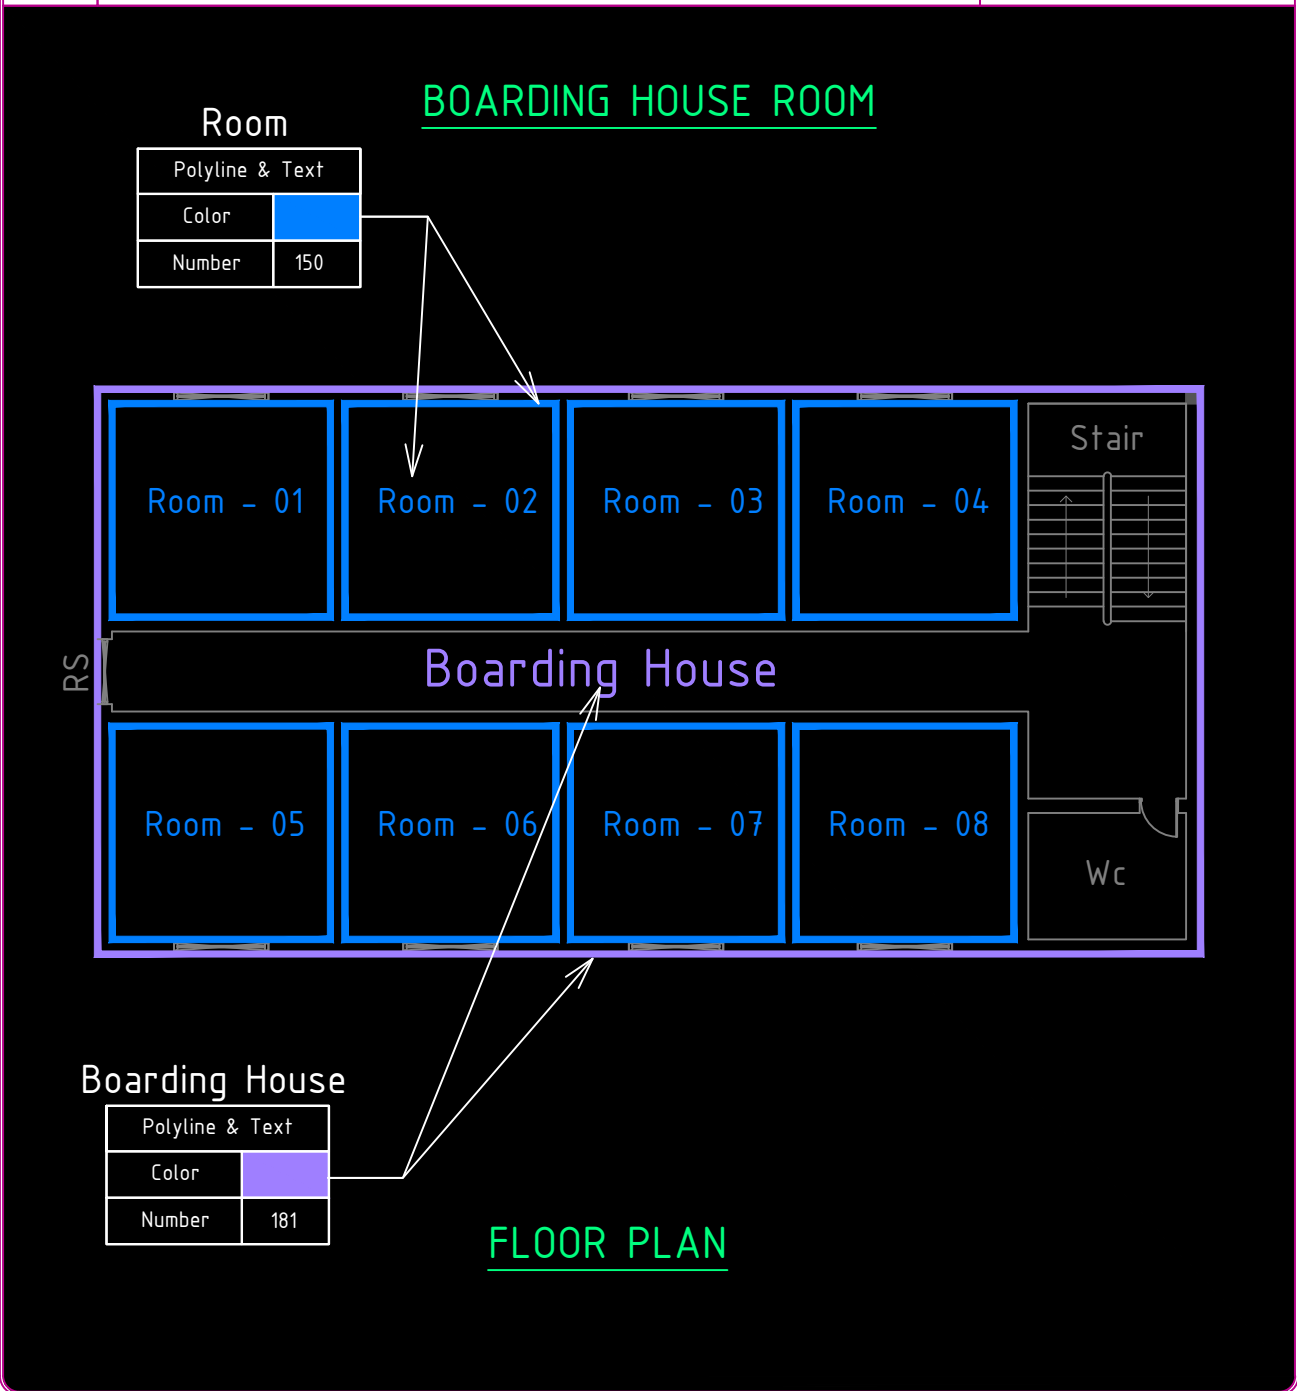 BOARDING HOUSE ROOM
Room
Polyline & Text
Color
Number 150
Stair
Room - 01 Room - 02 Room - 03 Room - 04
RS
Boarding House
Room - 05 Room - 06 Room - 07 Room - 08
Wc
Boarding House
Polyline & Text
Color
Number 181
FLOOR PLAN